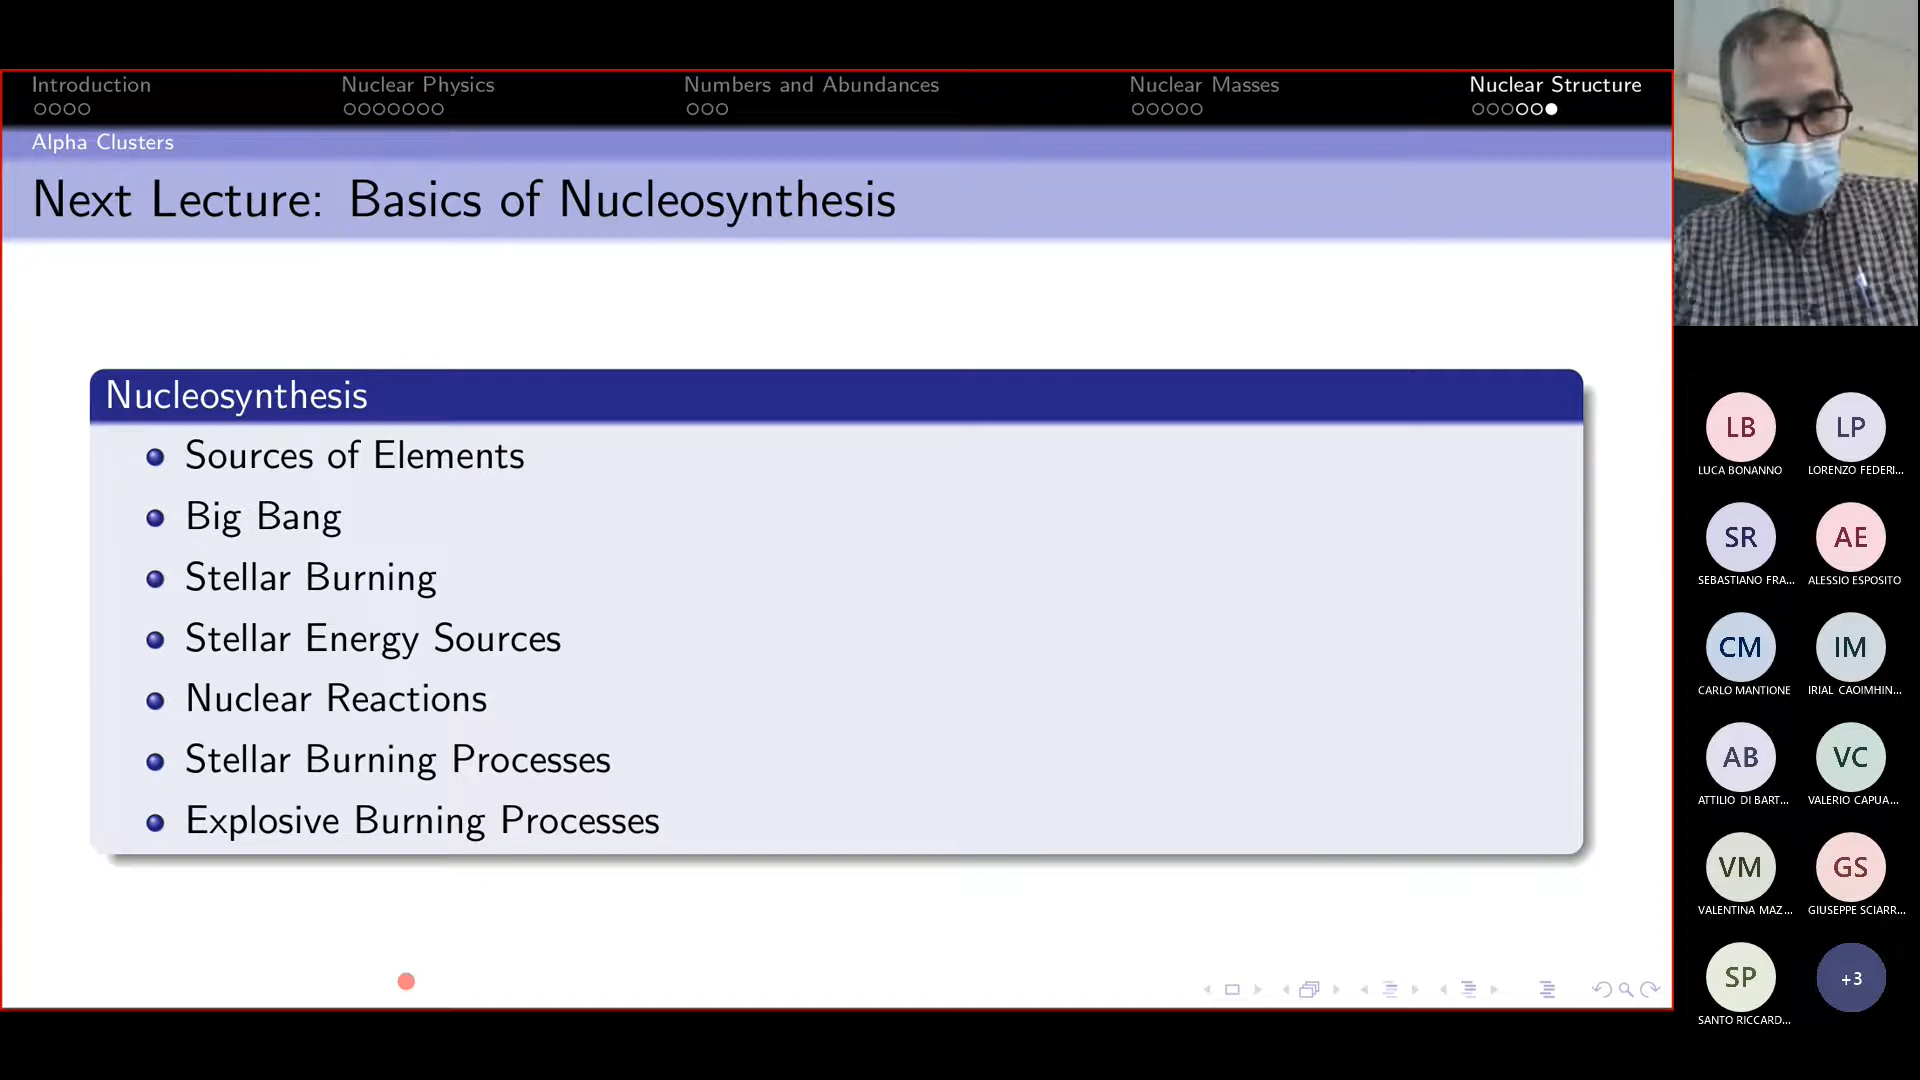 Introduction
Nuclear Physics
Numbers and Abundances
Nuclear Masses
Nuclear Structure
Alpha Clusters
Next Lecture: Basics of Nucleosynthesis
Nucleosynthesis
Sources of Elements
Big Bang
Stellar Burning
Stellar Energy Sources
Nuclear Reactions
Stellar Burning Processes
Explosive Burning Processes
LB
LUCA BONANNO
LP
LORENZO FEDERI...
SR
SEBASTIANO FRA...
AE
ALESSIO ESPOSITO
CM
CARLO MANTIONE
IM
IRIAL CAOIMHIN...
AB
ATTILIO DI BART...
VC
VALERIO CAPUA...
VM
VALENTINA MAZ...
GS
GIUSEPPE SCIARR...
SP
SANTO RICCARD...
+3